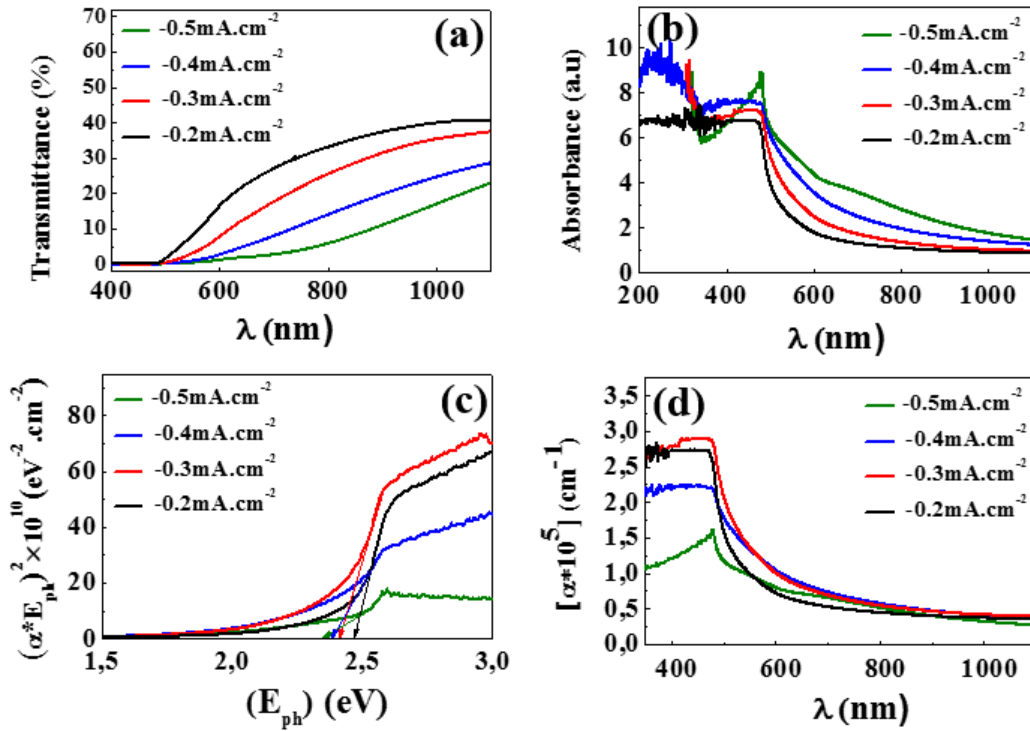 (a)
70
60
50
40
30
20
10
0
Transmittance (%)
-0.5mA.cm⁻²
-0.4mA.cm⁻²
-0.3mA.cm⁻²
-0.2mA.cm⁻²
400 600 800 1000
λ (nm)
(b)
10
8
6
4
2
0
Absorbance (a.u)
-0.5mA.cm⁻²
-0.4mA.cm⁻²
-0.3mA.cm⁻²
-0.2mA.cm⁻²
200 400 600 800 1000
λ (nm)
(c)
80
60
40
20
0
(α*E_ph)²×10¹⁰ (eV⁻².cm⁻²)
-0.5mA.cm⁻²
-0.4mA.cm⁻²
-0.3mA.cm⁻²
-0.2mA.cm⁻²
1,5 2,0 2,5 3,0
(E_ph) (eV)
(d)
3,5
3,0
2,5
2,0
1,5
1,0
0,5
0,0
[α*10⁵] (cm⁻¹)
-0.5mA.cm⁻²
-0.4mA.cm⁻²
-0.3mA.cm⁻²
-0.2mA.cm⁻²
400 600 800 1000
λ (nm)